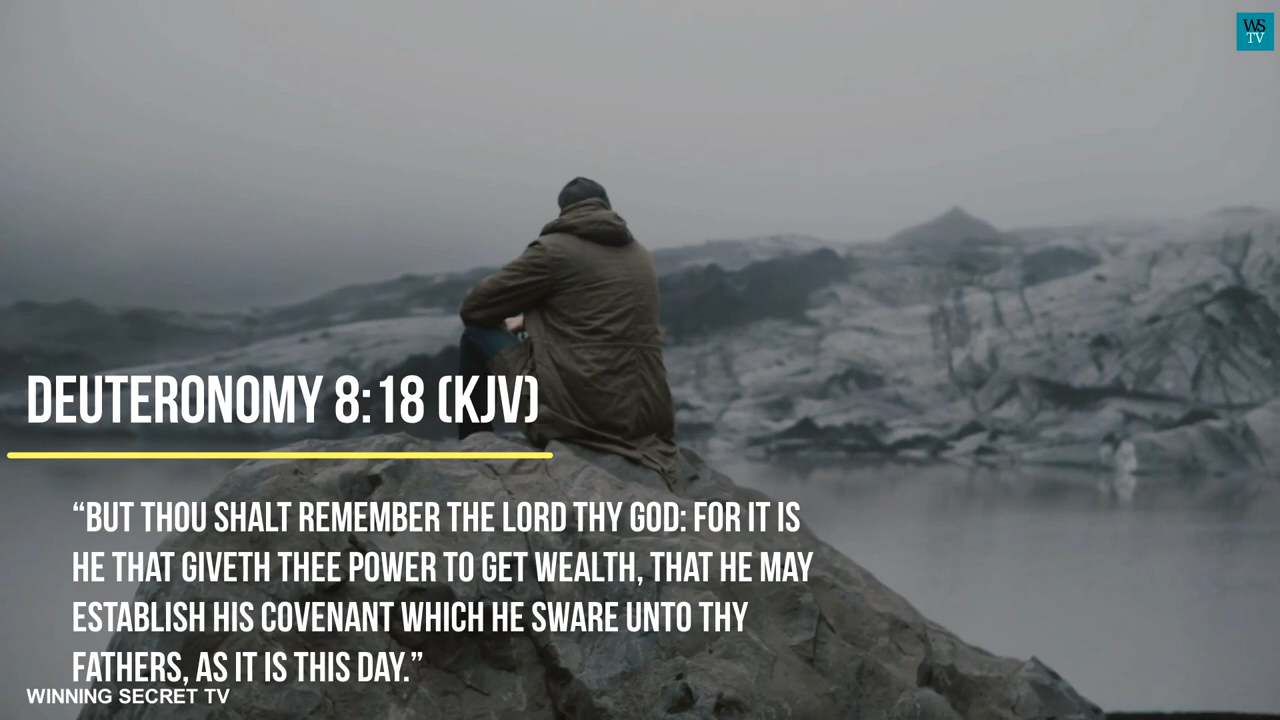 WS
TV
DEUTERONOMY 8:18 (KJV)
“BUT THOU SHALT REMEMBER THE LORD THY GOD: FOR IT IS
HE THAT GIVETH THEE POWER TO GET WEALTH, THAT HE MAY
ESTABLISH HIS COVENANT WHICH HE SWARE UNTO THY
FATHERS, AS IT IS THIS DAY.”
WINNING SECRET TV